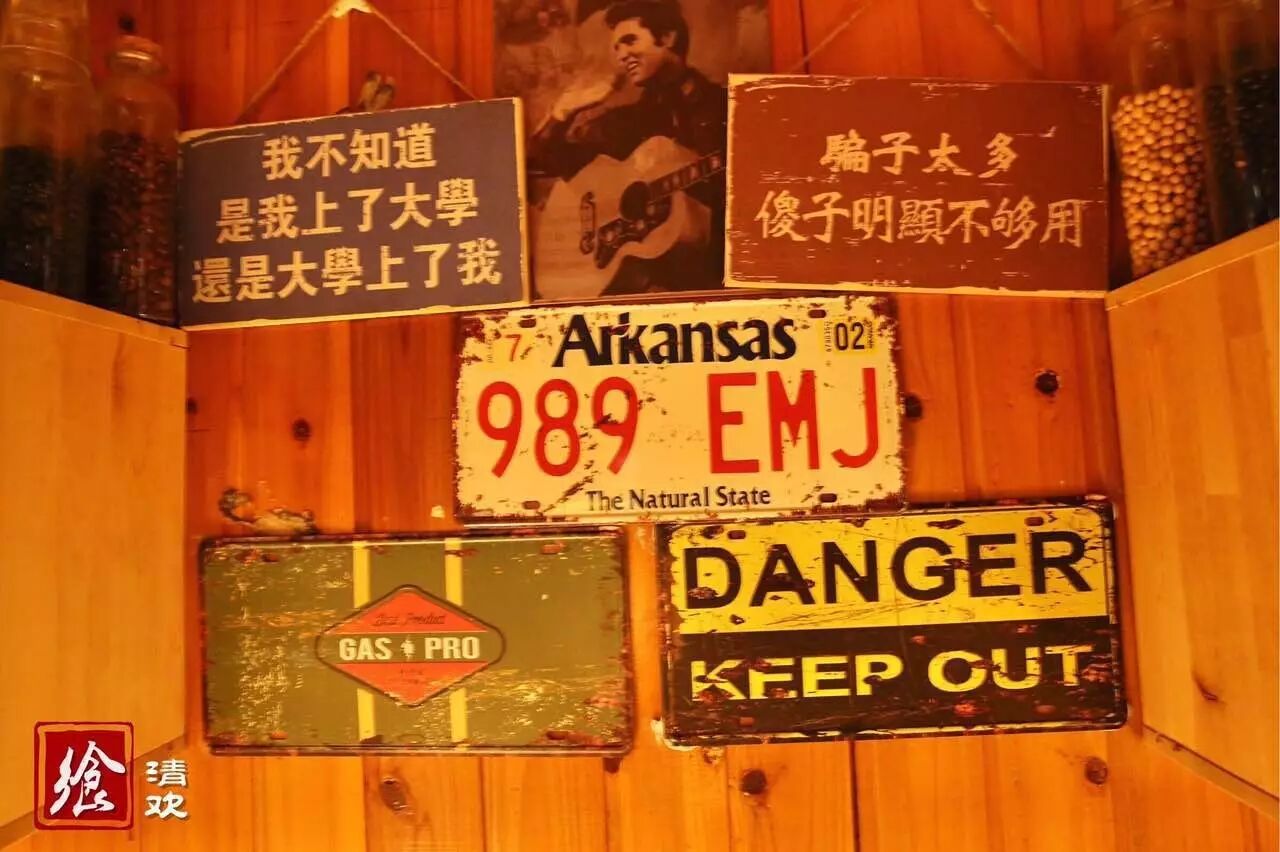 我不知道
是我上了大學
還是大學上了我
騙子太多
傻子明顯不够用
7
Arkansas
02
989 EMJ
The Natural State
GAS PRO
DANGER
KEEP OUT
清欢